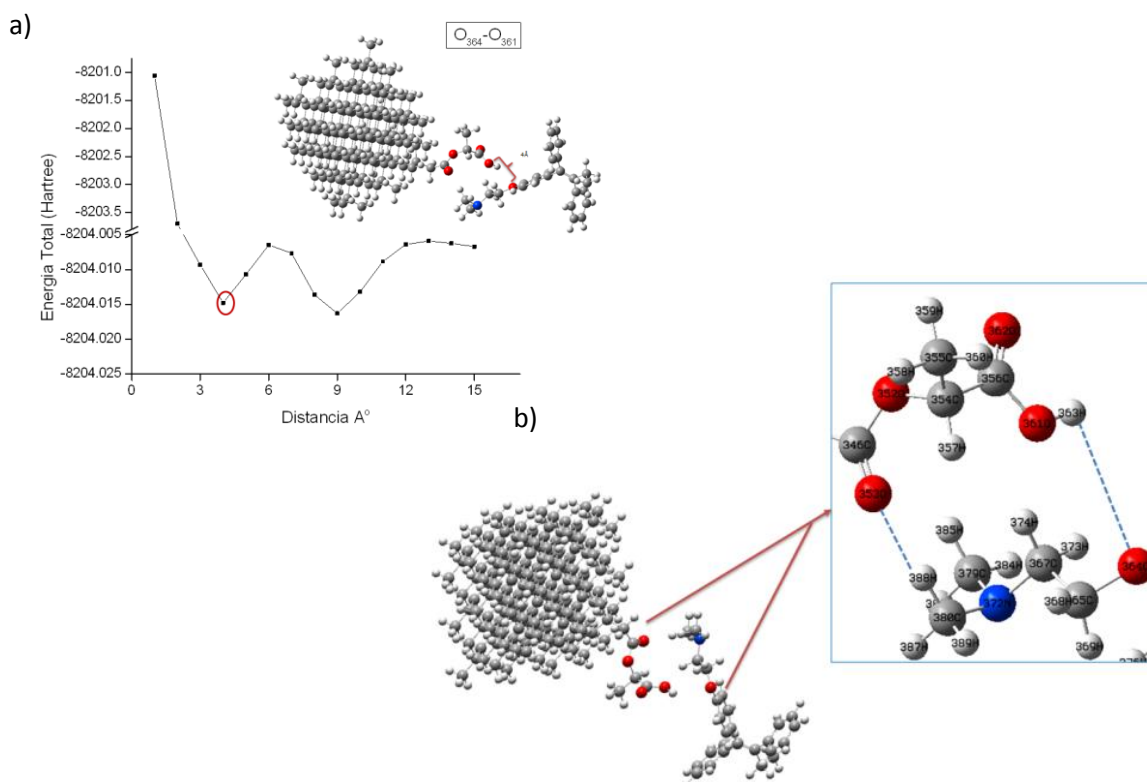 a)
O364-O361
-8201.0
-8201.5
-8202.0
-8202.5
-8203.0
-8203.5
-8204.005
-8204.010
-8204.015
-8204.020
-8204.025
Energia Total (Hartree)
0 3 6 9 12 15
Distancia A°
4Å
b)
359H
362O
355C 360H
358H 356C
354C
361O 363H
346C
357H
352O
385H 374H
373H
388H 379C 384H 367C
364O
372N 368H
380C
387H 389H
369H